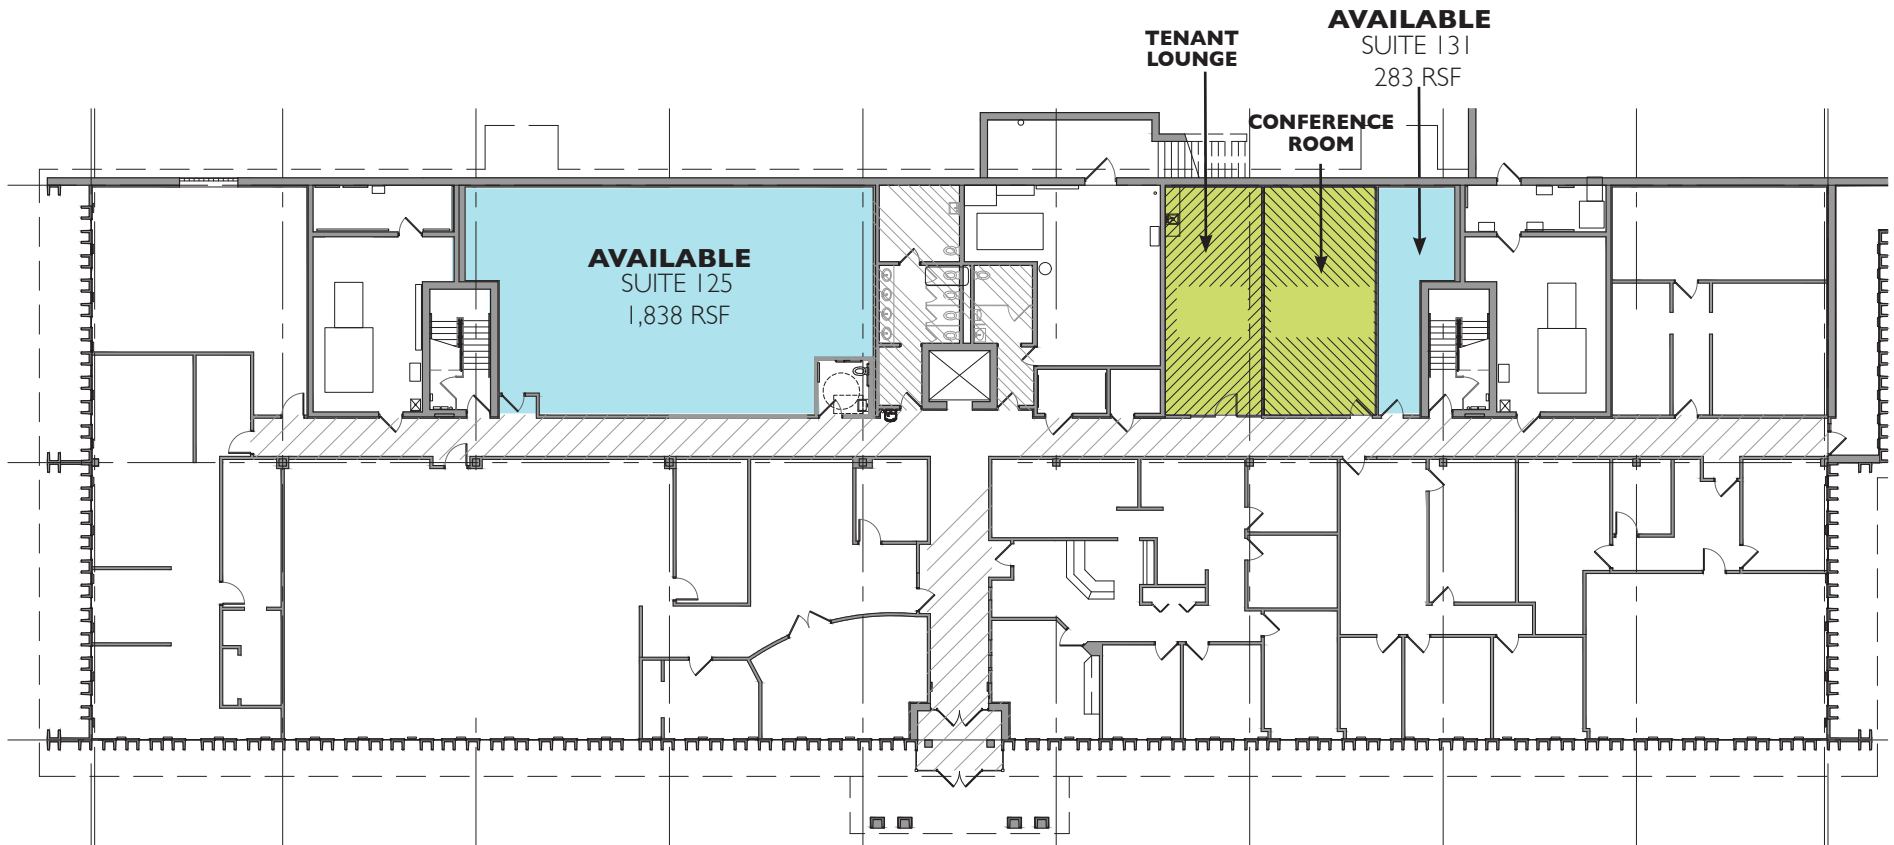 TENANT
LOUNGE
CONFERENCE
ROOM
AVAILABLE
SUITE 131
283 RSF
AVAILABLE
SUITE 125
1,838 RSF